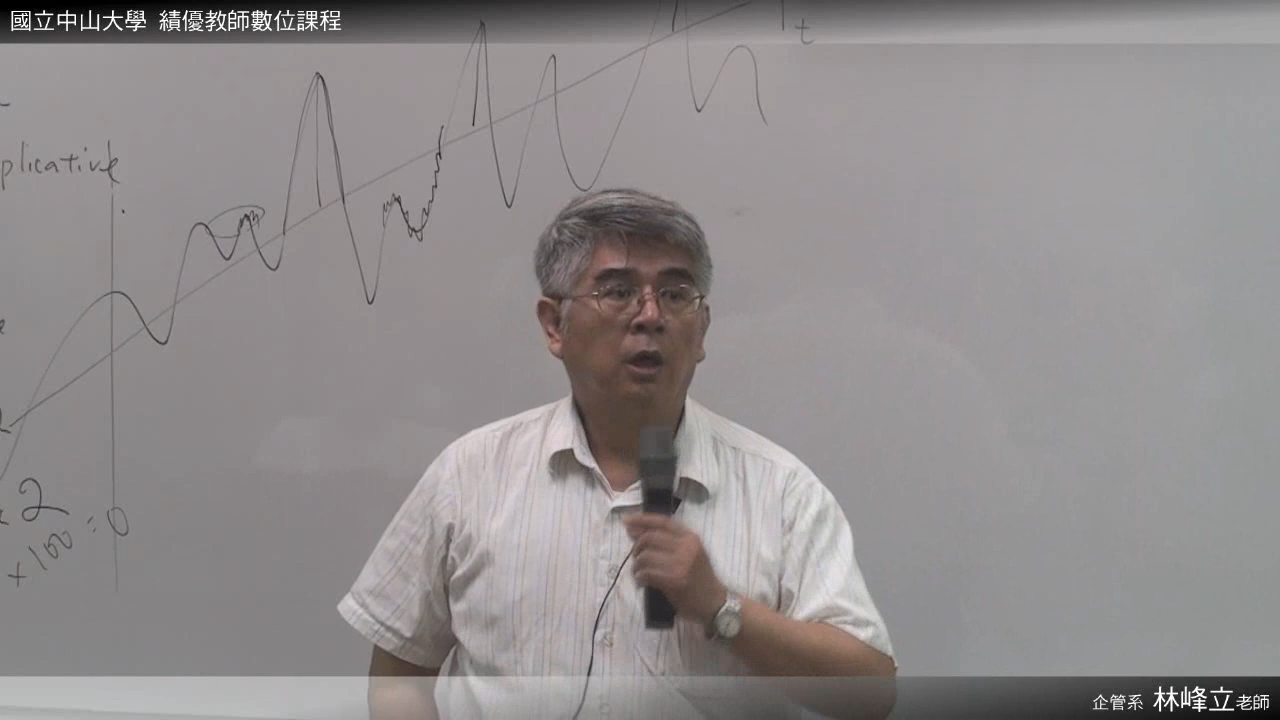 國立中山大學 績優教師數位課程
t
plicative
2
×100 = 0
企管系 林峰立老師